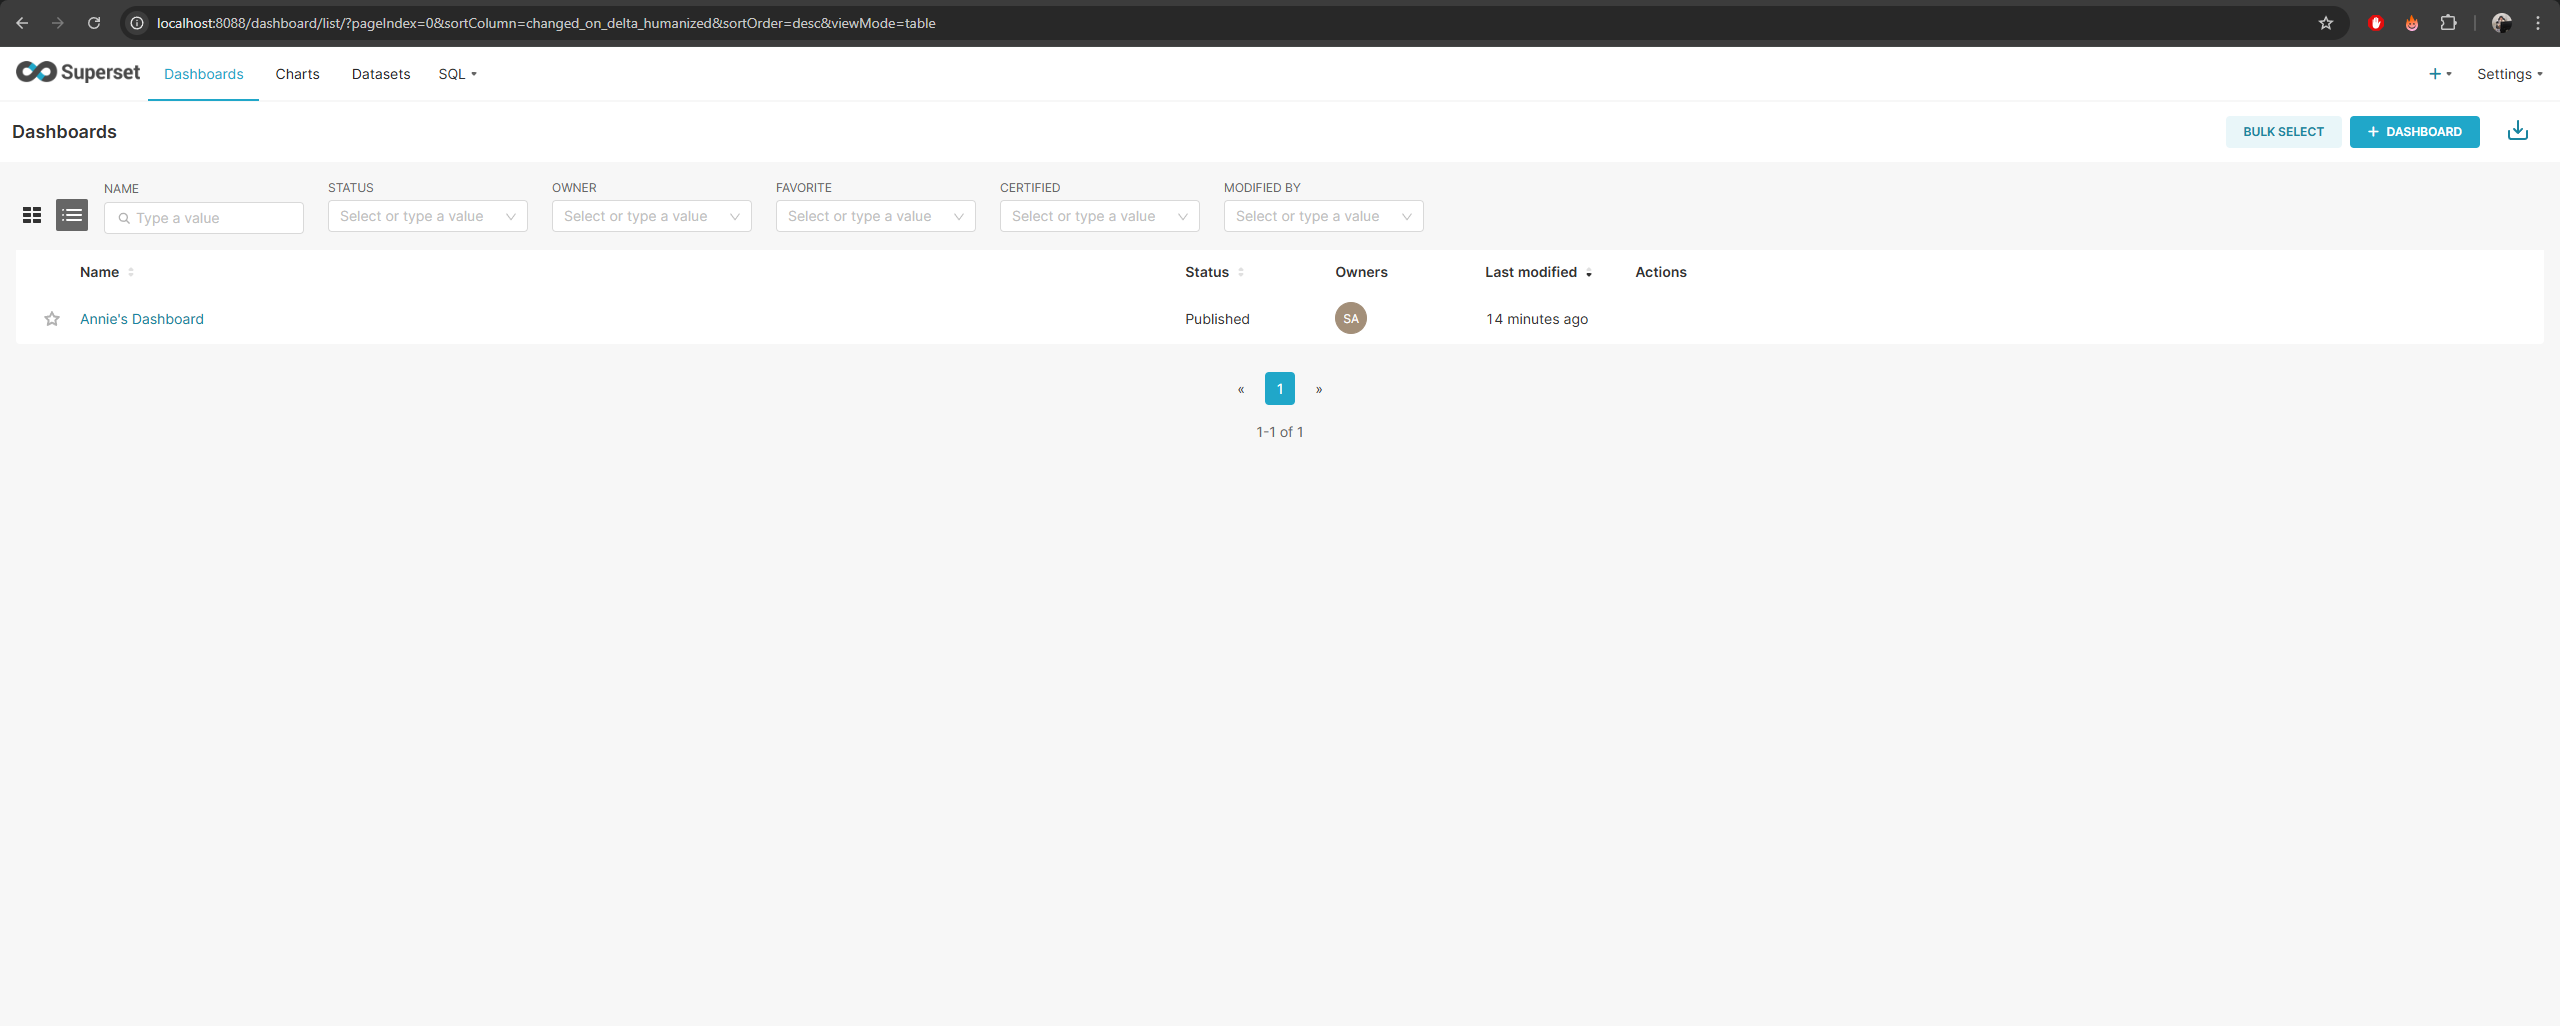 localhost:8088/dashboard/list/?pageIndex=0&sortColumn=changed_on_delta_humanized&sortOrder=desc&viewMode=table
Superset Dashboards Charts Datasets SQL Settings
Dashboards BULK SELECT + DASHBOARD
NAME STATUS OWNER FAVORITE CERTIFIED MODIFIED BY
Type a value Select or type a value Select or type a value Select or type a value Select or type a value Select or type a value
Name Status Owners Last modified Actions
Annie's Dashboard Published SA 14 minutes ago
« 1 »
1-1 of 1